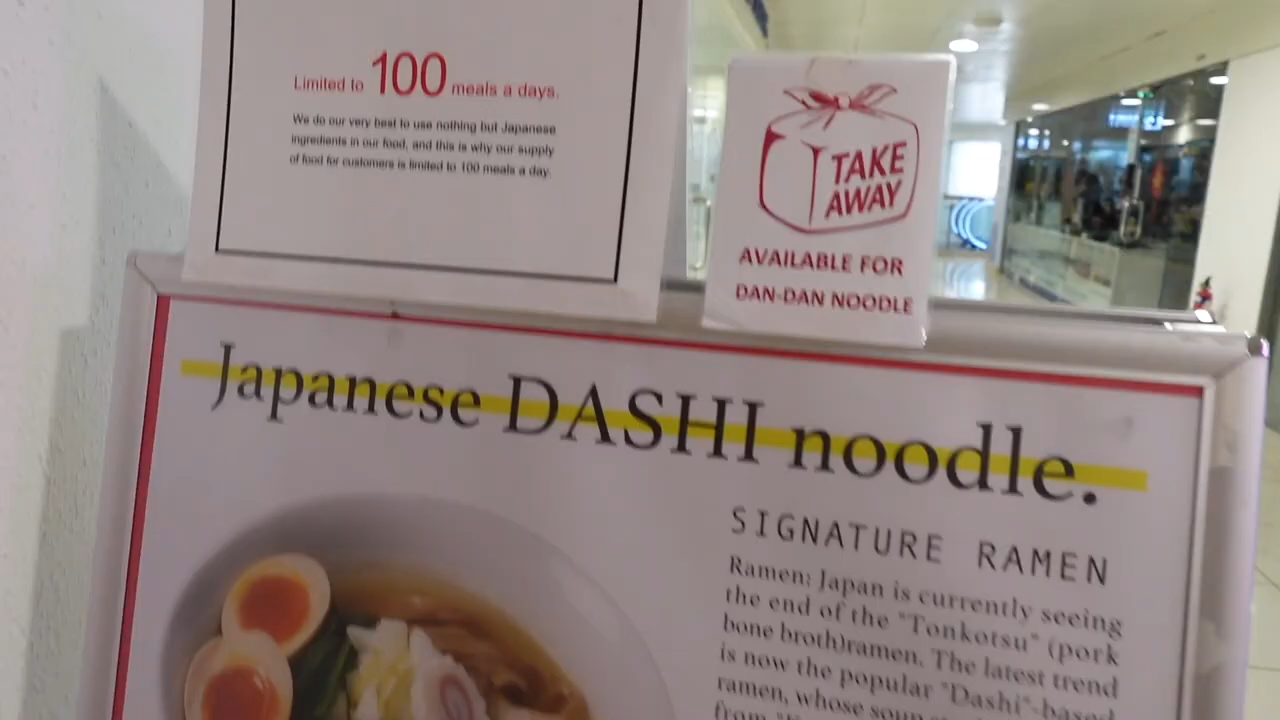 Limited to 100 meals a days.
We do our very best to use nothing but Japanese
ingredients in our food, and this is why our supply
of food for customers is limited to 100 meals a day.
TAKE
AWAY
AVAILABLE FOR
DAN-DAN NOODLE
Japanese DASHI noodle.
SIGNATURE RAMEN
Ramen: Japan is currently seeing
the end of the "Tonkotsu" (pork
bone broth)ramen. The latest trend
is now the popular "Dashi"-based
ramen, whose soup
from